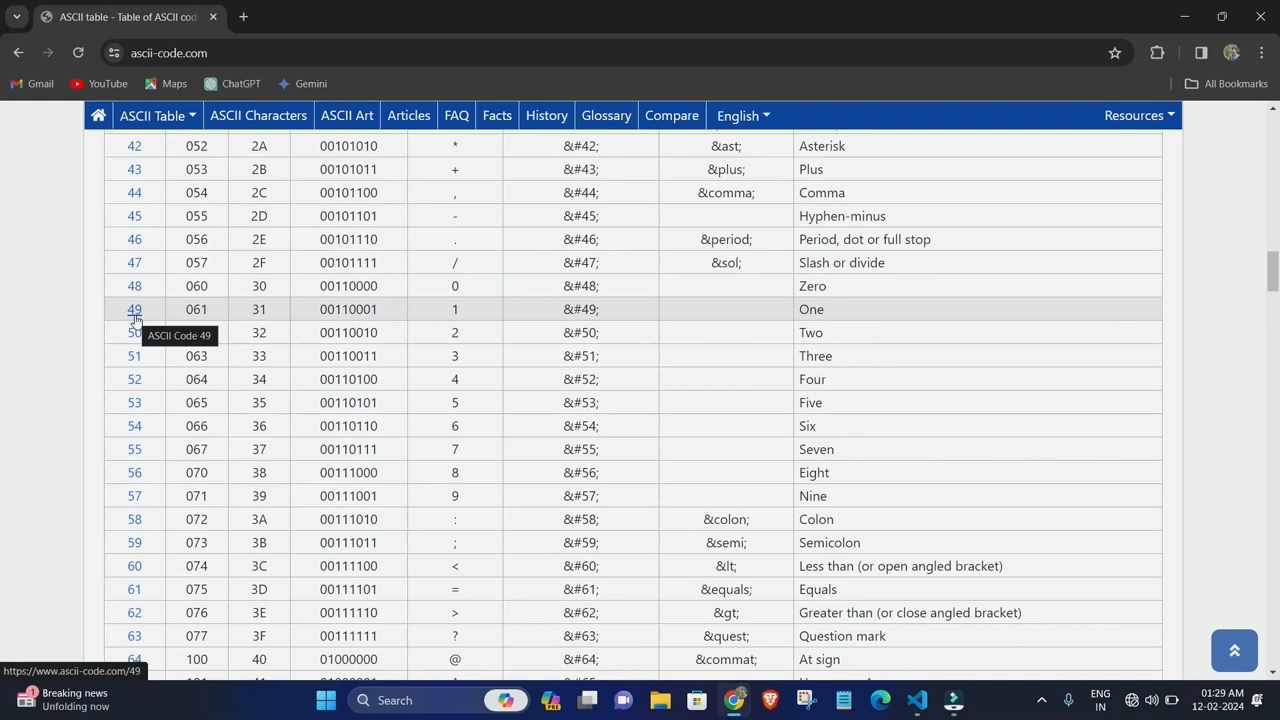 ASCII table - Table of ASCII cod
ascii-code.com
Gmail YouTube Maps ChatGPT Gemini All Bookmarks
ASCII Table ASCII Characters ASCII Art Articles FAQ Facts History Glossary Compare English Resources
42 052 2A 00101010 * &#42; &ast; Asterisk
43 053 2B 00101011 + &#43; &plus; Plus
44 054 2C 00101100 , &#44; &comma; Comma
45 055 2D 00101101 - &#45; Hyphen-minus
46 056 2E 00101110 . &#46; &period; Period, dot or full stop
47 057 2F 00101111 / &#47; &sol; Slash or divide
48 060 30 00110000 0 &#48; Zero
49 061 31 00110001 1 &#49; One
50 32 00110010 2 &#50; Two
ASCII Code 49
51 063 33 00110011 3 &#51; Three
52 064 34 00110100 4 &#52; Four
53 065 35 00110101 5 &#53; Five
54 066 36 00110110 6 &#54; Six
55 067 37 00110111 7 &#55; Seven
56 070 38 00111000 8 &#56; Eight
57 071 39 00111001 9 &#57; Nine
58 072 3A 00111010 : &#58; &colon; Colon
59 073 3B 00111011 ; &#59; &semi; Semicolon
60 074 3C 00111100 < &#60; &lt; Less than (or open angled bracket)
61 075 3D 00111101 = &#61; &equals; Equals
62 076 3E 00111110 > &#62; &gt; Greater than (or close angled bracket)
63 077 3F 00111111 ? &#63; &quest; Question mark
64 100 40 01000000 @ &#64; &commat; At sign
https://www.ascii-code.com/49
Breaking news
Unfolding now
Search
ENG
IN
01:29 AM
12-02-2024